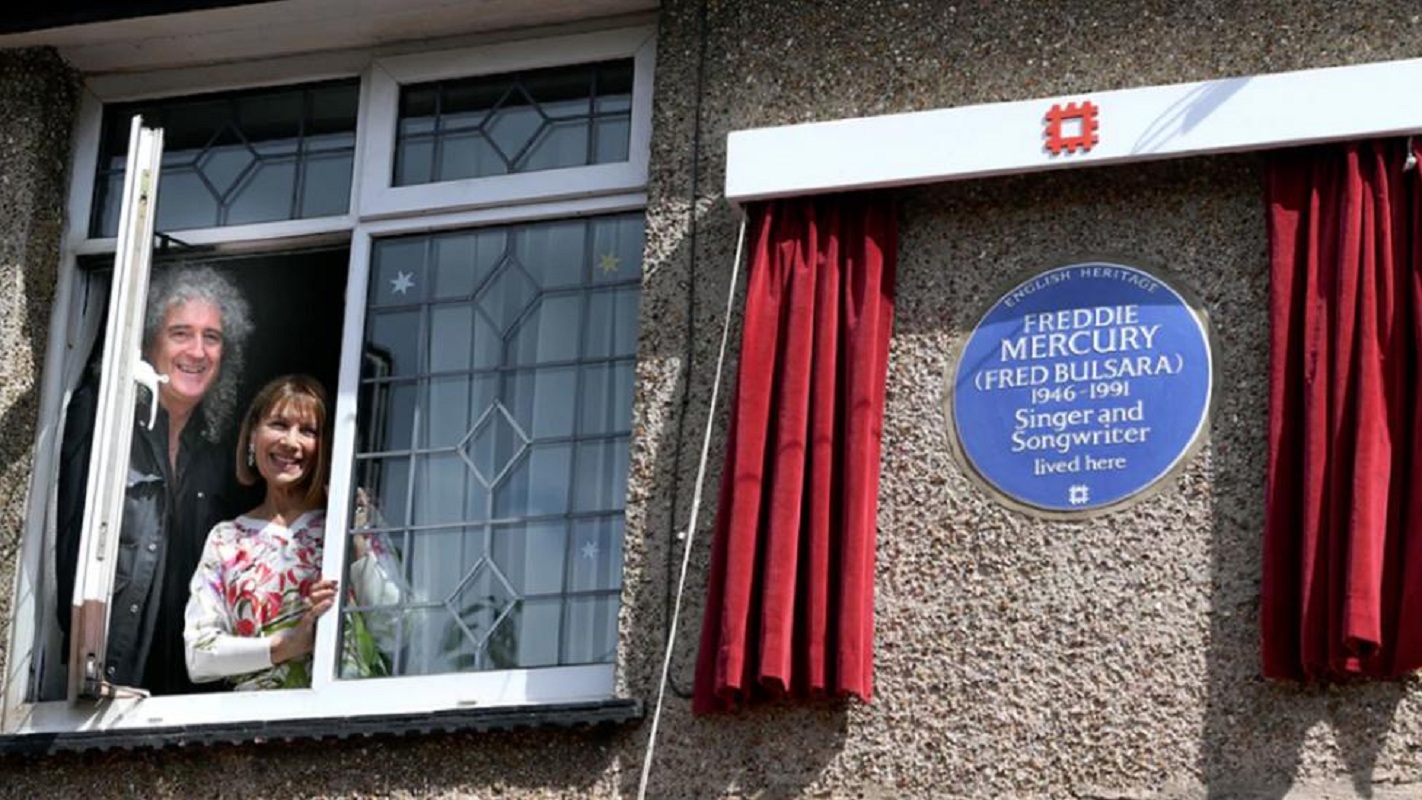 ENGLISH HERITAGE
FREDDIE
MERCURY
(FRED BULSARA)
1946-1991
Singer and
Songwriter
lived here